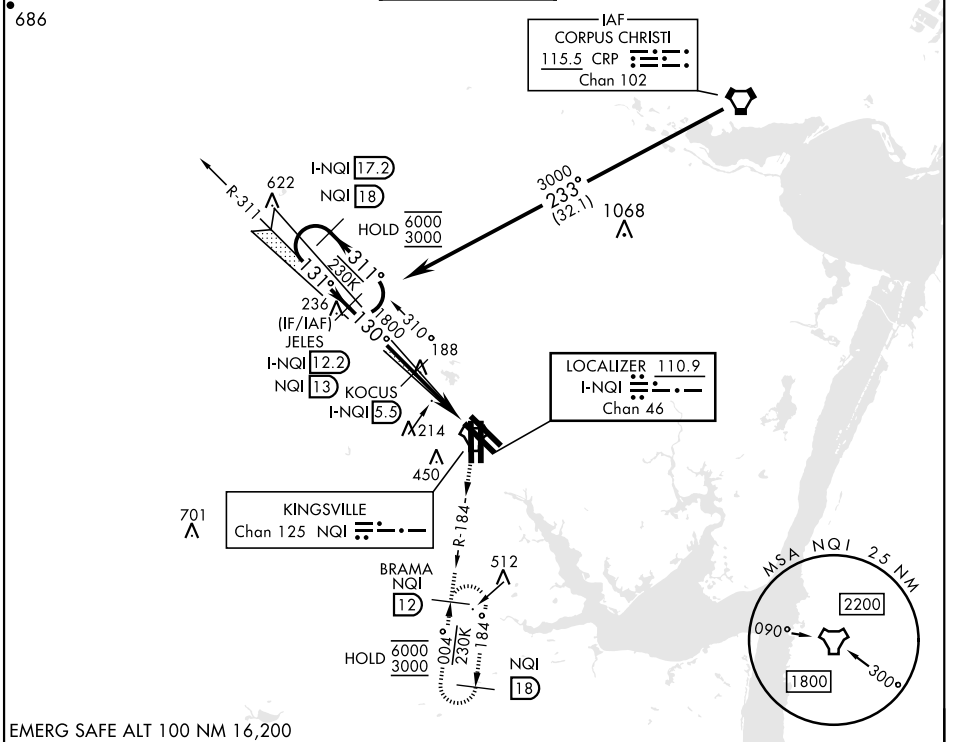 686
IAF
CORPUS CHRISTI
115.5 CRP
Chan 102
3000
233°
(32.1)
1068
I-NQI 17.2
NQI 18
HOLD 6000
3000
R-311
622
311°
230K
131°
236
(IF/IAF)
JELES
I-NQI 12.2
NQI 13
130°
1800
310°
188
KOCUS
I-NQI 5.5
214
450
LOCALIZER 110.9
I-NQI
Chan 46
701
KINGSVILLE
Chan 125 NQI
R-184
BRAMA
NQI
12
512
HOLD 6000
3000
004°
230K
184°
NQI
18
MSA NQI 25 NM
2200
090°
1800
300°
EMERG SAFE ALT 100 NM 16,200